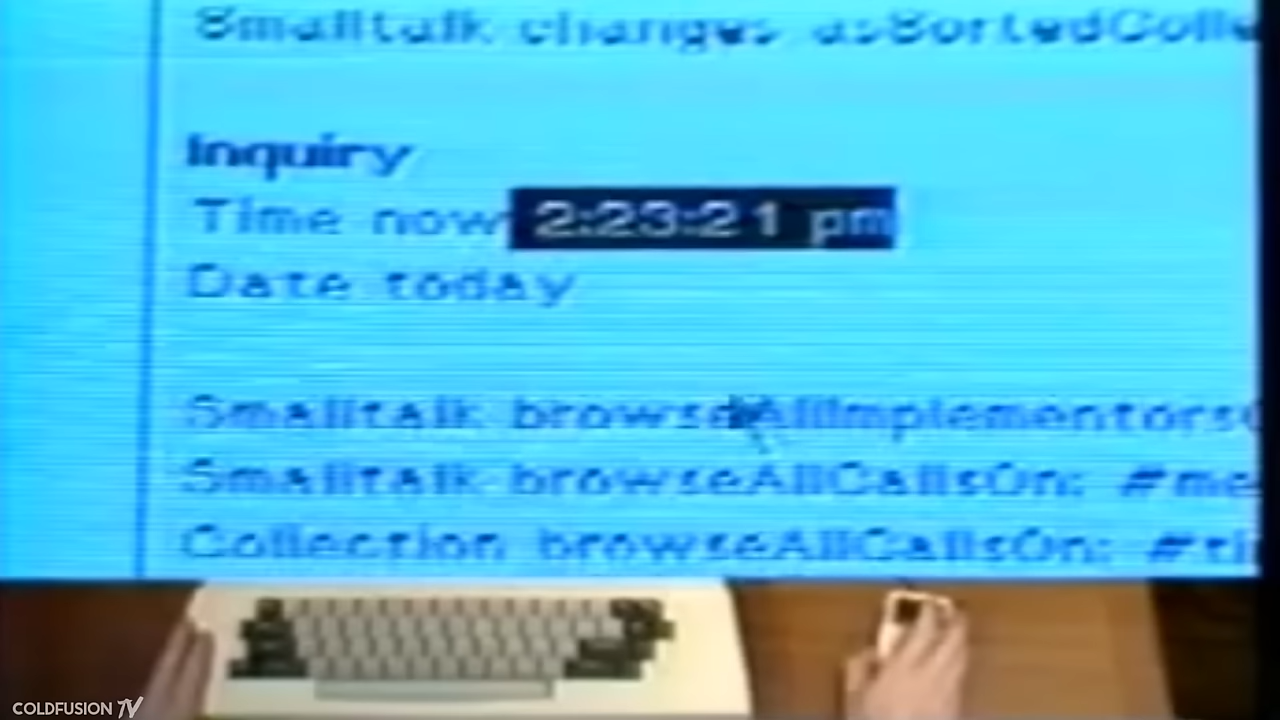 Smalltalk changes asSortedColle
Inquiry
Time now 2:23:21 pm
Date today
Smalltalk browseAllImplementors
Smalltalk browseAllCallsOn: #me
Collection browseAllCallsOn: #ti
COLDFUSION TV